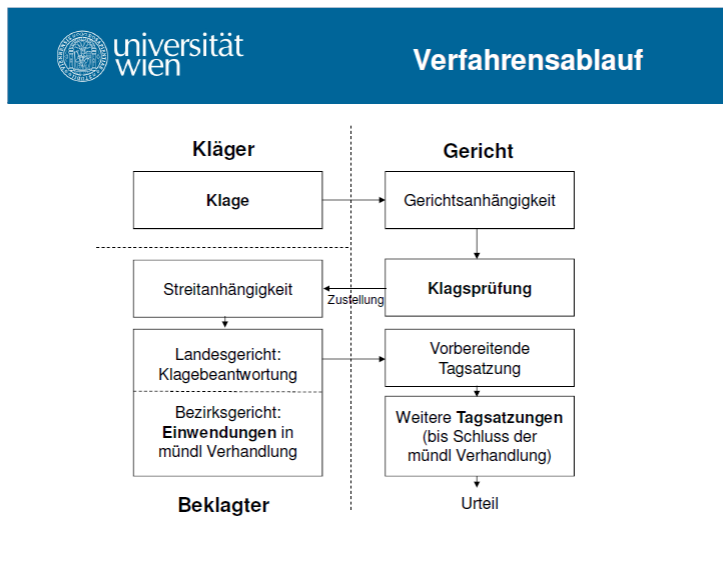 universität
wien
Verfahrensablauf
Kläger
Gericht
Klage
Gerichtsanhängigkeit
Streitanhängigkeit
Zustellung
Klagsprüfung
Landesgericht:
Klagebeantwortung
Vorbereitende
Tagsatzung
Bezirksgericht:
Einwendungen in
mündl Verhandlung
Weitere Tagsatzungen
(bis Schluss der
mündl Verhandlung)
Beklagter
Urteil